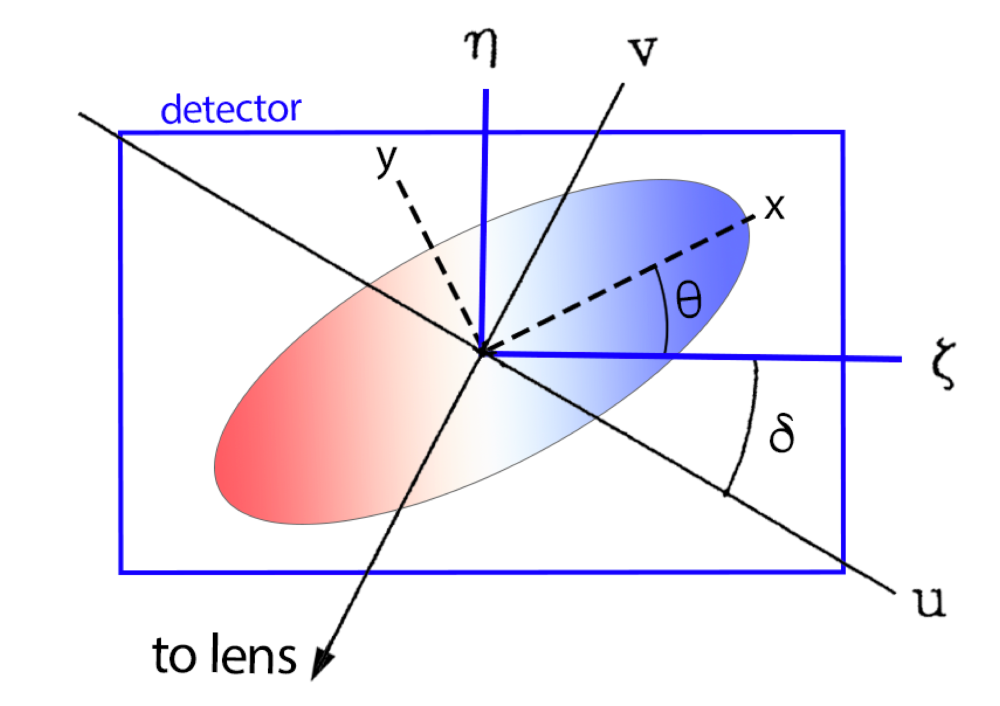 η
v
detector
y
x
θ
ζ
δ
u
to lens